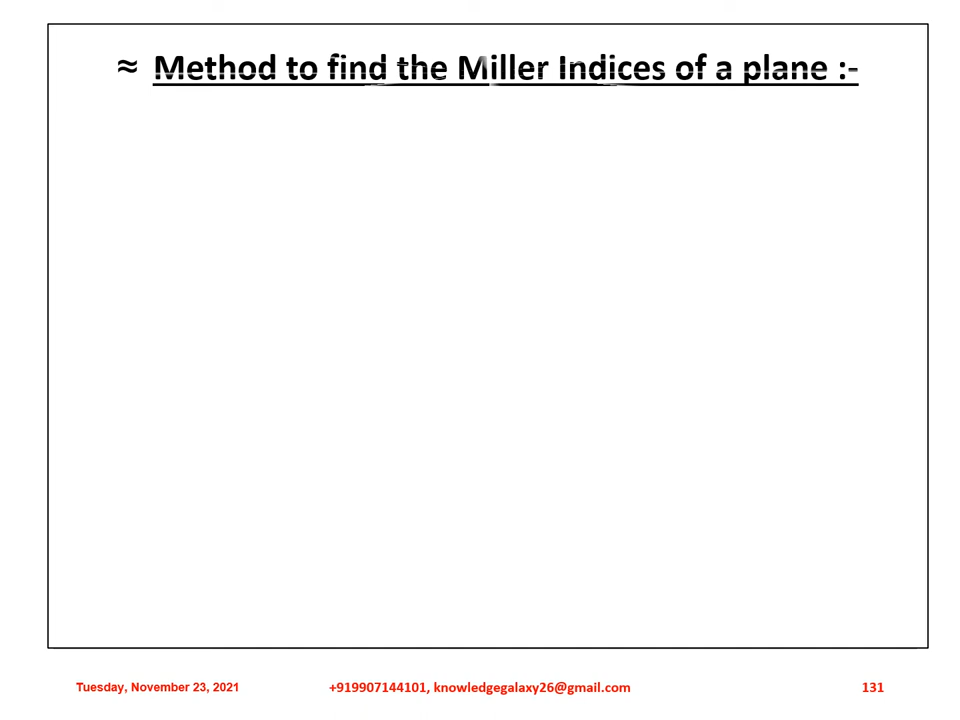 ≈ Method to find the Miller Indices of a plane :-
Tuesday, November 23, 2021
+919907144101, knowledgegalaxy26@gmail.com
131